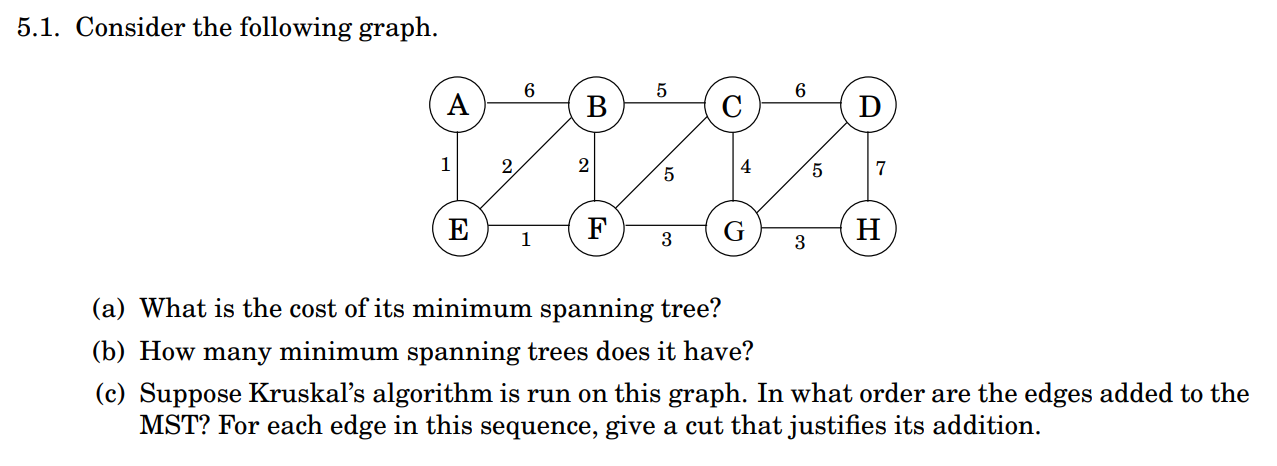 5.1. Consider the following graph.
6 5 6
A B C D
1 2 2 5 4 5 7
E F G H
1 3 3
(a) What is the cost of its minimum spanning tree?
(b) How many minimum spanning trees does it have?
(c) Suppose Kruskal’s algorithm is run on this graph. In what order are the edges added to the
MST? For each edge in this sequence, give a cut that justifies its addition.